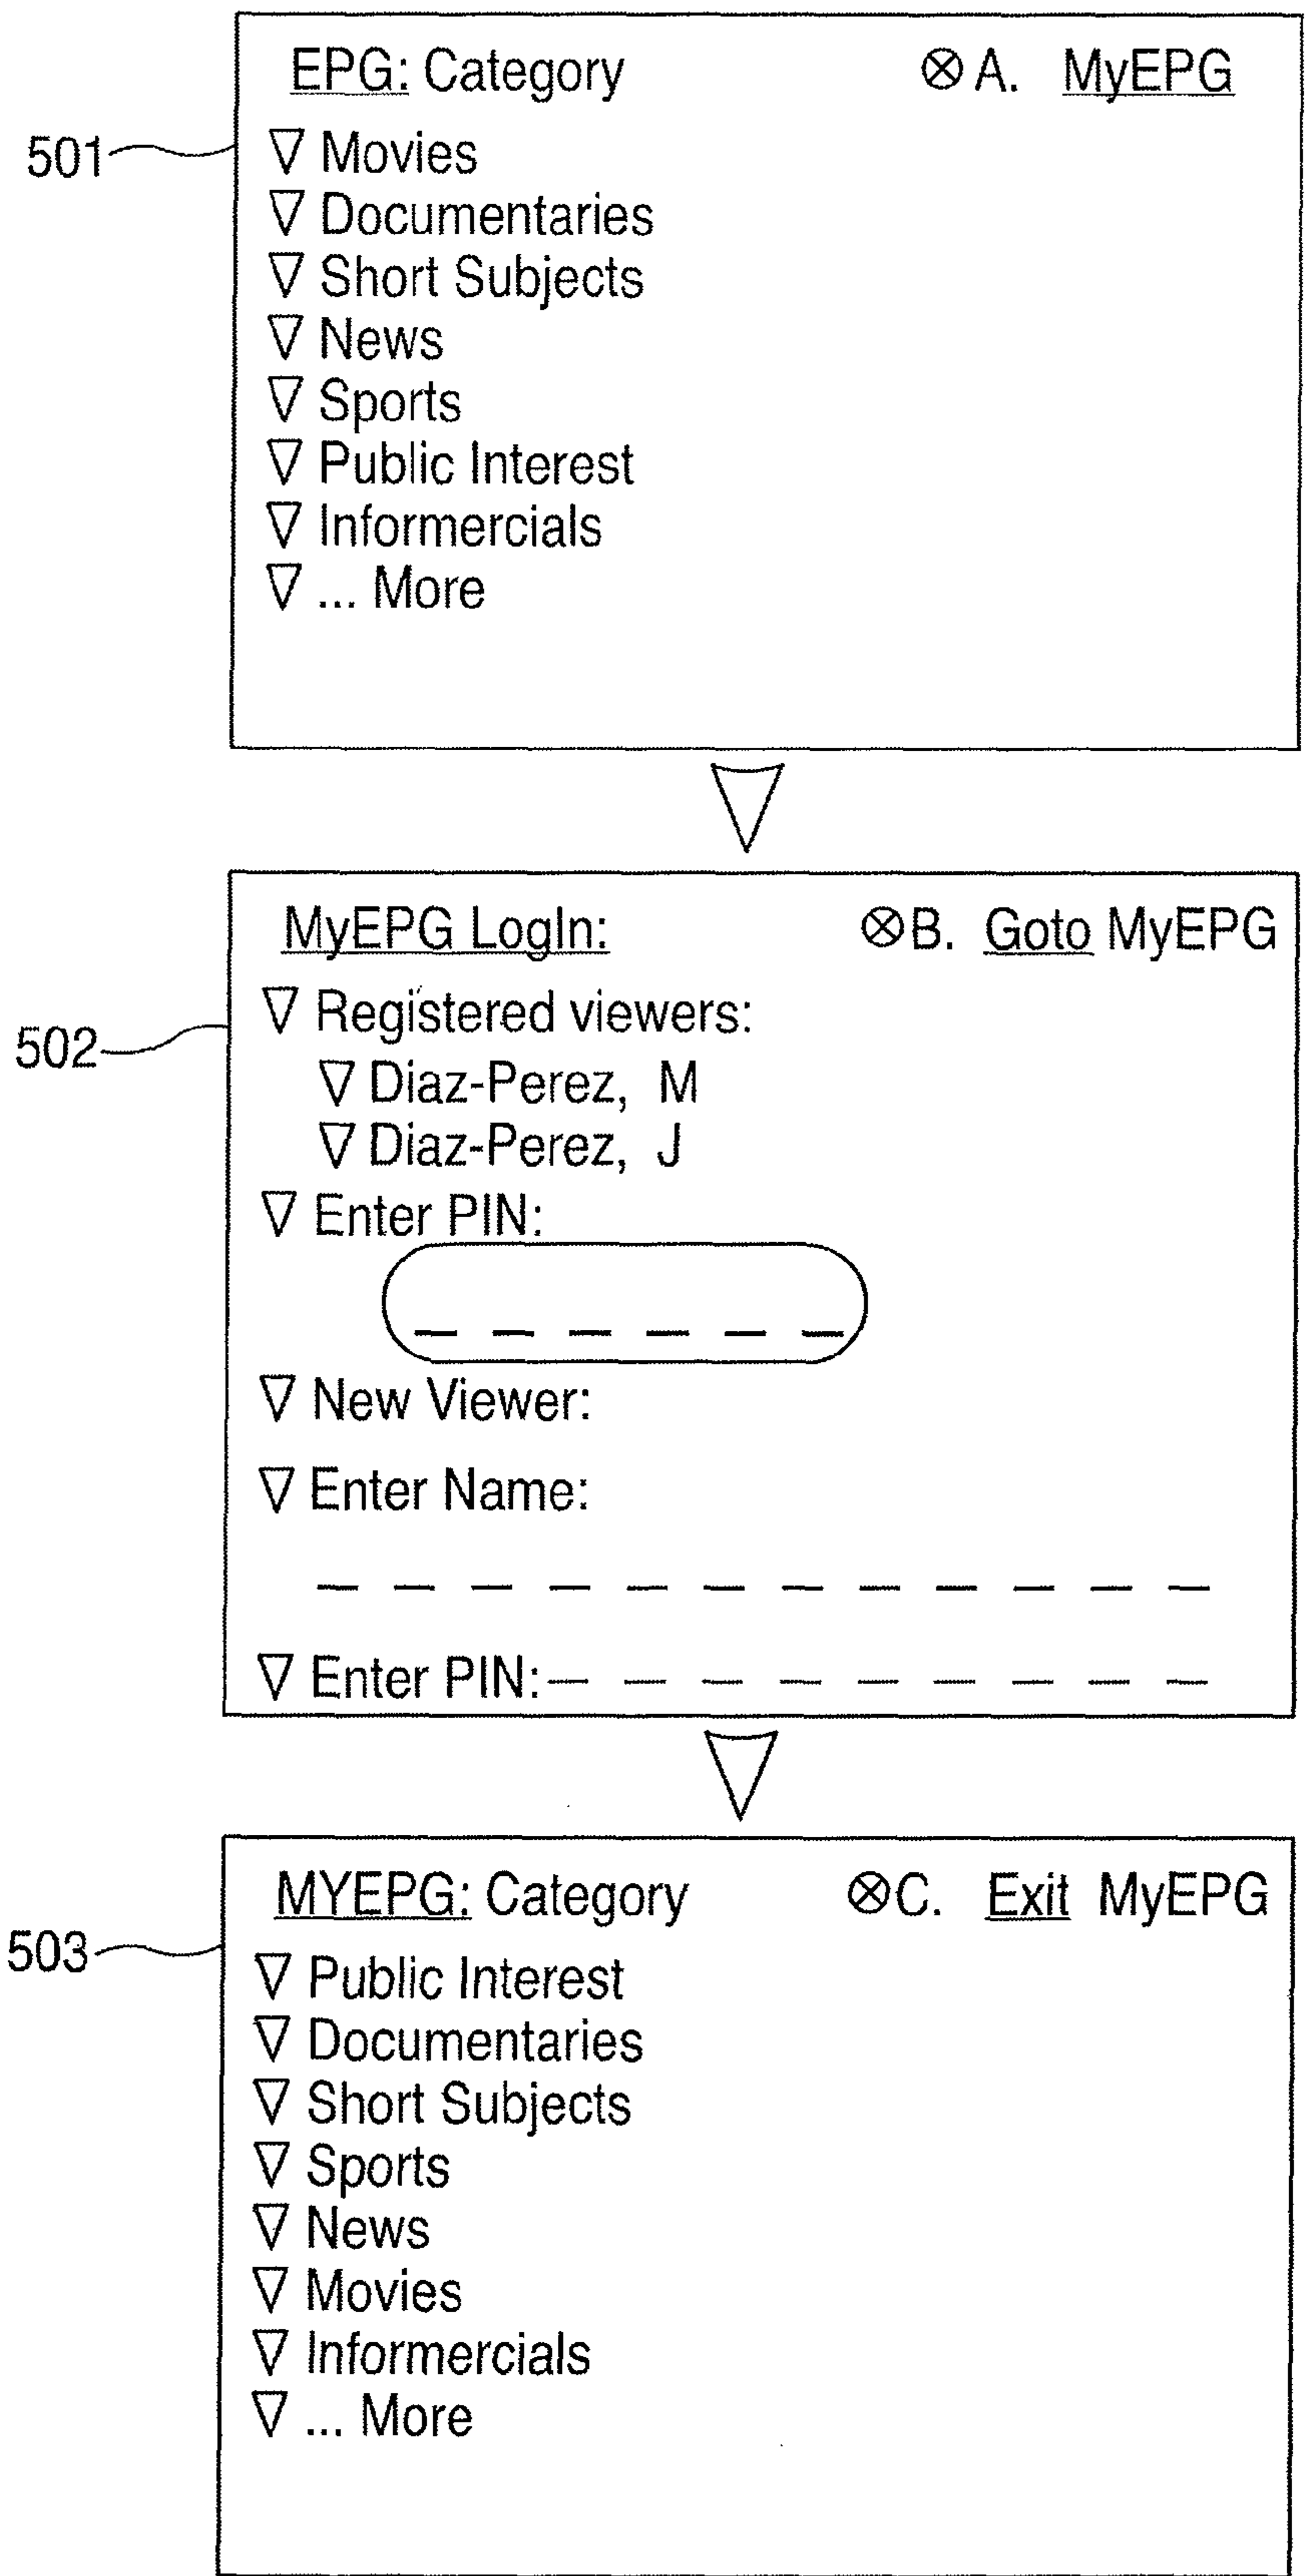 EPG: Category ⊗ A. MyEPG
501
▽ Movies
▽ Documentaries
▽ Short Subjects
▽ News
▽ Sports
▽ Public Interest
▽ Informercials
▽ ... More
MyEPG LogIn: ⊗B. Goto MyEPG
502
▽ Registered viewers:
▽ Diaz-Perez, M
▽ Diaz-Perez, J
▽ Enter PIN:
_ _ _ _ _ _
▽ New Viewer:
▽ Enter Name:
_ _ _ _ _ _ _ _ _ _ _ _
▽ Enter PIN: _ _ _ _ _ _ _ _ _
MYEPG: Category ⊗C. Exit MyEPG
503
▽ Public Interest
▽ Documentaries
▽ Short Subjects
▽ Sports
▽ News
▽ Movies
▽ Informercials
▽ ... More